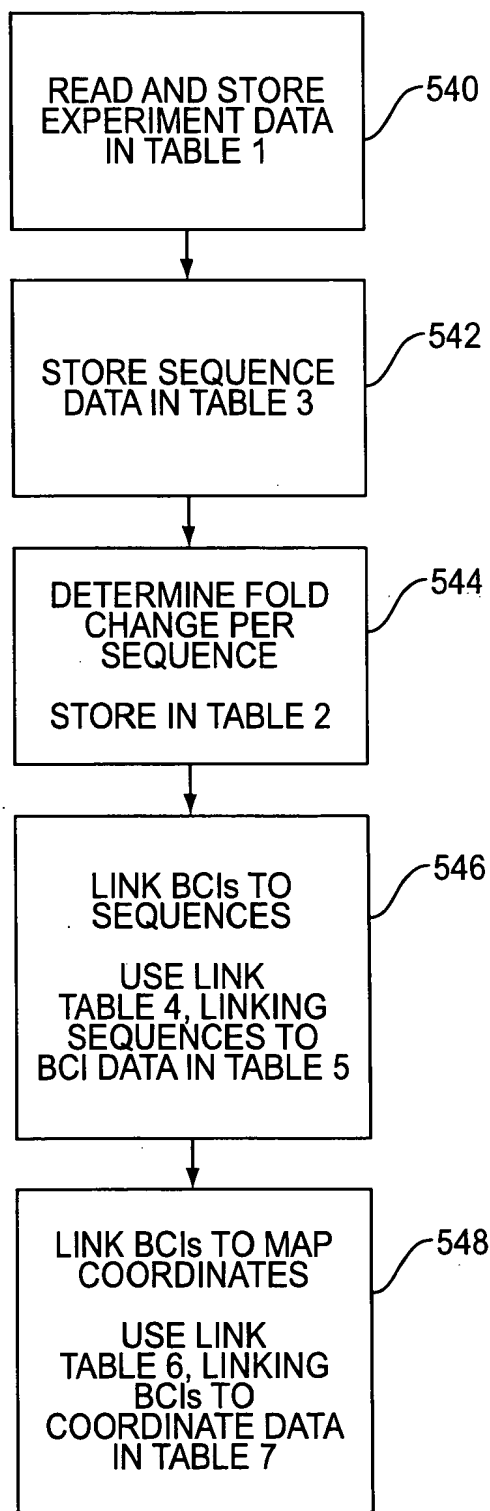 READ AND STORE
EXPERIMENT DATA
IN TABLE 1
540
STORE SEQUENCE
DATA IN TABLE 3
542
DETERMINE FOLD
CHANGE PER
SEQUENCE
STORE IN TABLE 2
544
LINK BCIs TO
SEQUENCES
USE LINK
TABLE 4, LINKING
SEQUENCES TO
BCI DATA IN TABLE 5
546
LINK BCIs TO MAP
COORDINATES
USE LINK
TABLE 6, LINKING
BCIs TO
COORDINATE DATA
IN TABLE 7
548